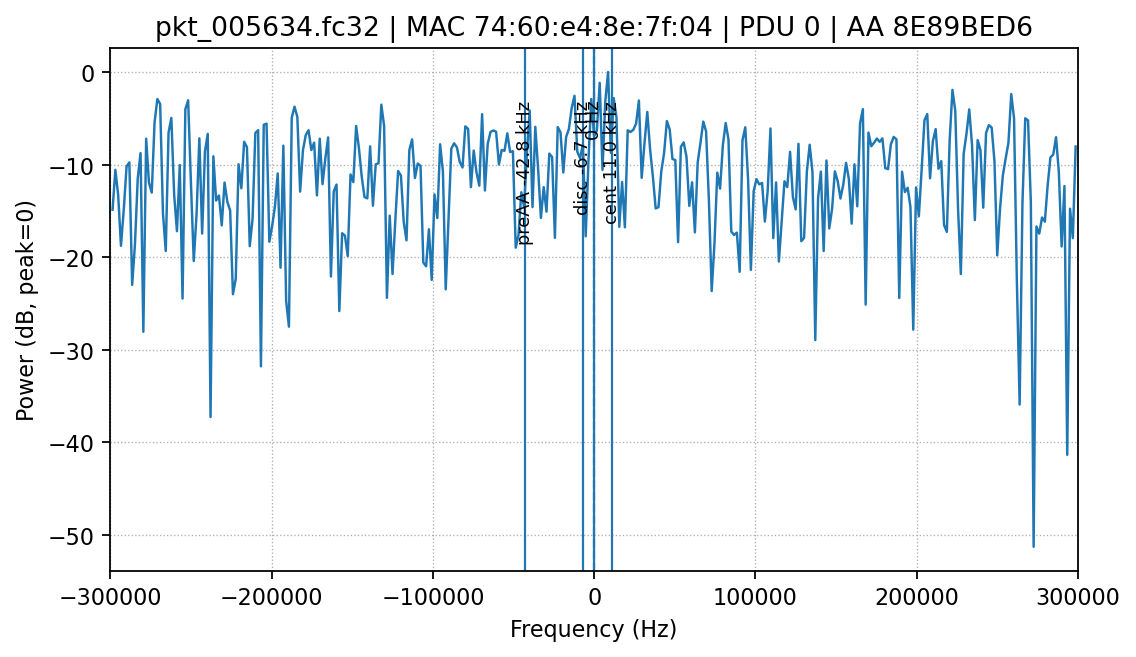 pkt_005634.fc32 | MAC 74:60:e4:8e:7f:04 | PDU 0 | AA 8E89BED6
Power (dB, peak=0)
0
−10
−20
−30
−40
−50
preAA -42.8 kHz
disc -6.7 kHz
0 Hz
cent 11.0 kHz
−300000
−200000
−100000
0
100000
200000
300000
Frequency (Hz)